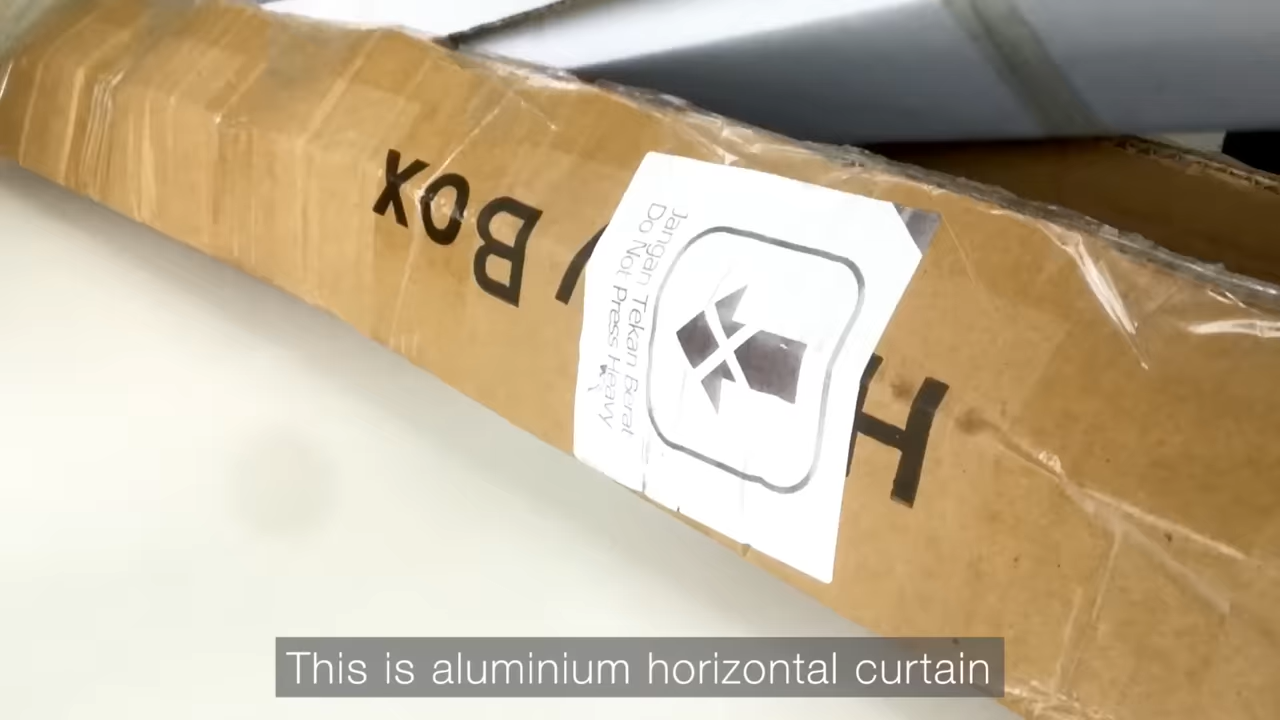 Box
H
Jangan Tekan Berat
Do Not Press Heavy
This is aluminium horizontal curtain